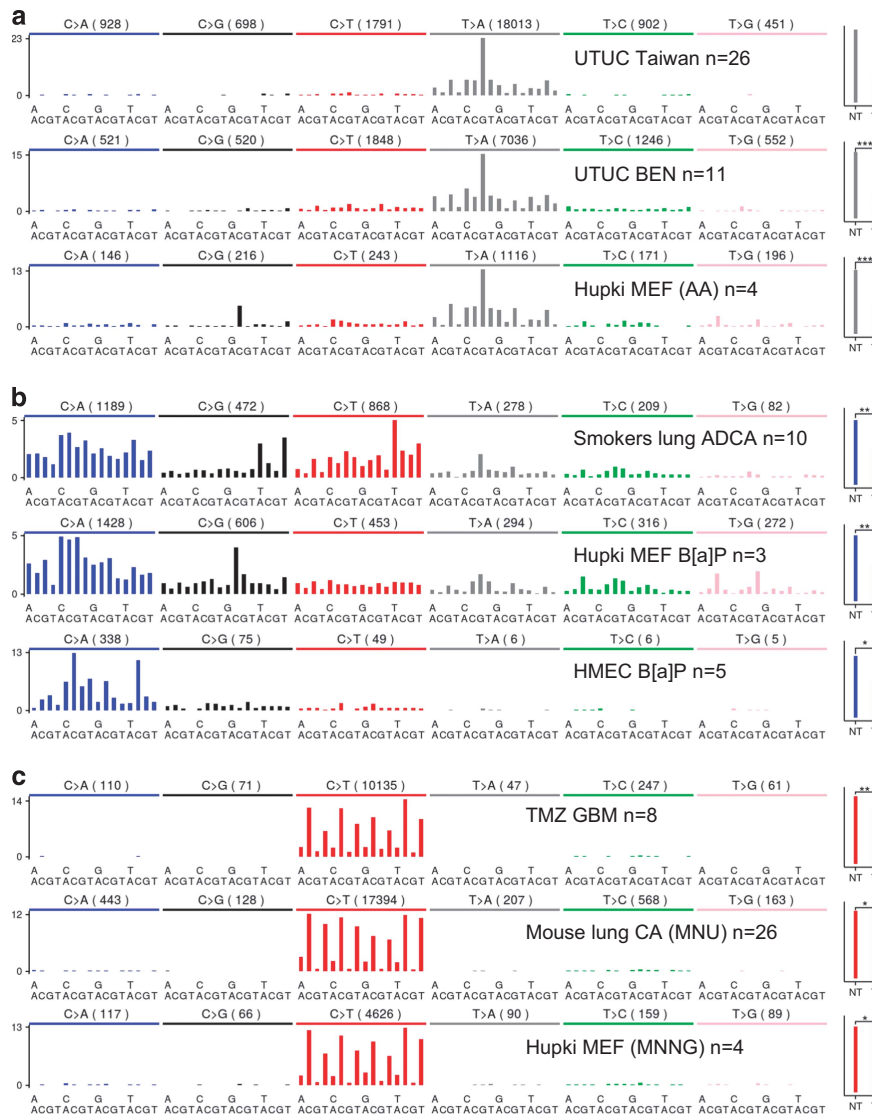 a
C>A ( 928 ) C>G ( 698 ) C>T ( 1791 ) T>A ( 18013 ) T>C ( 902 ) T>G ( 451 )
23
UTUC Taiwan n=26
0
A C G T A C G T A C G T A C G T A C G T A C G T
ACGTACGTACGTACGT ACGTACGTACGTACGT ACGTACGTACGTACGT ACGTACGTACGTACGT ACGTACGTACGTACGT ACGTACGTACGTACGT
NT
C>A ( 521 ) C>G ( 520 ) C>T ( 1848 ) T>A ( 7036 ) T>C ( 1246 ) T>G ( 552 )
15
***
UTUC BEN n=11
0
A C G T A C G T A C G T A C G T A C G T A C G T
ACGTACGTACGTACGT ACGTACGTACGTACGT ACGTACGTACGTACGT ACGTACGTACGTACGT ACGTACGTACGTACGT ACGTACGTACGTACGT
NT
C>A ( 146 ) C>G ( 216 ) C>T ( 243 ) T>A ( 1116 ) T>C ( 171 ) T>G ( 196 )
13
***
Hupki MEF (AA) n=4
0
A C G T A C G T A C G T A C G T A C G T A C G T
ACGTACGTACGTACGT ACGTACGTACGTACGT ACGTACGTACGTACGT ACGTACGTACGTACGT ACGTACGTACGTACGT ACGTACGTACGTACGT
NT
b
C>A ( 1189 ) C>G ( 472 ) C>T ( 868 ) T>A ( 278 ) T>C ( 209 ) T>G ( 82 )
5
**
Smokers lung ADCA n=10
0
A C G T A C G T A C G T A C G T A C G T A C G T
ACGTACGTACGTACGT ACGTACGTACGTACGT ACGTACGTACGTACGT ACGTACGTACGTACGT ACGTACGTACGTACGT ACGTACGTACGTACGT
NT
C>A ( 1428 ) C>G ( 606 ) C>T ( 453 ) T>A ( 294 ) T>C ( 316 ) T>G ( 272 )
5
**
Hupki MEF B[a]P n=3
0
A C G T A C G T A C G T A C G T A C G T A C G T
ACGTACGTACGTACGT ACGTACGTACGTACGT ACGTACGTACGTACGT ACGTACGTACGTACGT ACGTACGTACGTACGT ACGTACGTACGTACGT
NT
C>A ( 338 ) C>G ( 75 ) C>T ( 49 ) T>A ( 6 ) T>C ( 6 ) T>G ( 5 )
13
*
HMEC B[a]P n=5
0
A C G T A C G T A C G T A C G T A C G T A C G T
ACGTACGTACGTACGT ACGTACGTACGTACGT ACGTACGTACGTACGT ACGTACGTACGTACGT ACGTACGTACGTACGT ACGTACGTACGTACGT
NT
c
C>A ( 110 ) C>G ( 71 ) C>T ( 10135 ) T>A ( 47 ) T>C ( 247 ) T>G ( 61 )
14
**
TMZ GBM n=8
0
A C G T A C G T A C G T A C G T A C G T A C G T
ACGTACGTACGTACGT ACGTACGTACGTACGT ACGTACGTACGTACGT ACGTACGTACGTACGT ACGTACGTACGTACGT ACGTACGTACGTACGT
NT
C>A ( 443 ) C>G ( 128 ) C>T ( 17394 ) T>A ( 207 ) T>C ( 568 ) T>G ( 163 )
12
*
Mouse lung CA (MNU) n=26
0
A C G T A C G T A C G T A C G T A C G T A C G T
ACGTACGTACGTACGT ACGTACGTACGTACGT ACGTACGTACGTACGT ACGTACGTACGTACGT ACGTACGTACGTACGT ACGTACGTACGTACGT
NT
C>A ( 117 ) C>G ( 66 ) C>T ( 4626 ) T>A ( 90 ) T>C ( 159 ) T>G ( 89 )
13
*
Hupki MEF (MNNG) n=4
0
A C G T A C G T A C G T A C G T A C G T A C G T
ACGTACGTACGTACGT ACGTACGTACGTACGT ACGTACGTACGTACGT ACGTACGTACGTACGT ACGTACGTACGTACGT ACGTACGTACGTACGT
NT